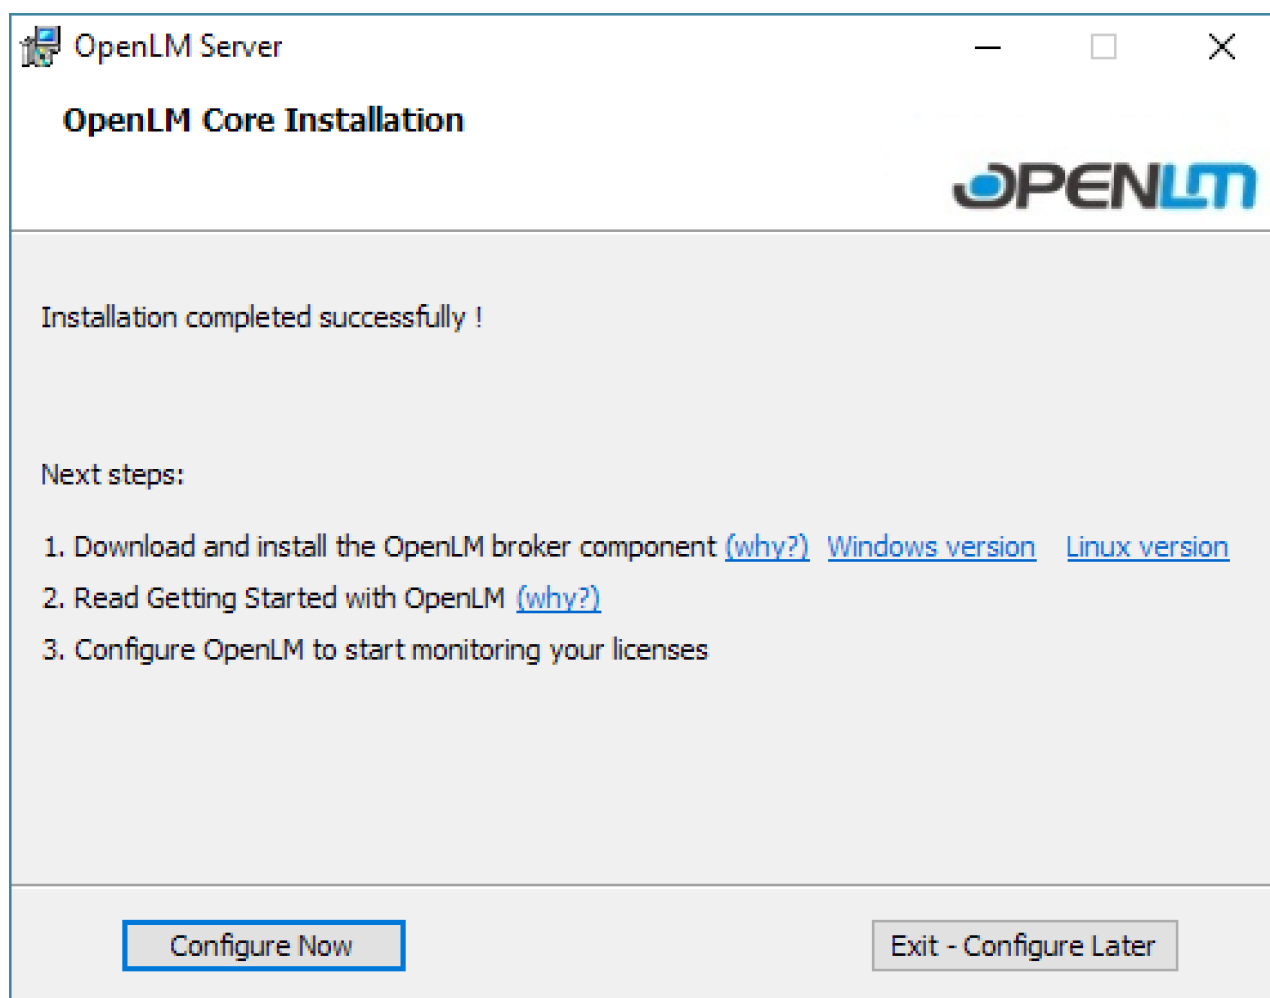 OpenLM Server
OpenLM Core Installation
OPENLM
Installation completed successfully !
Next steps:
1. Download and install the OpenLM broker component (why?) Windows version Linux version
2. Read Getting Started with OpenLM (why?)
3. Configure OpenLM to start monitoring your licenses
Configure Now Exit - Configure Later